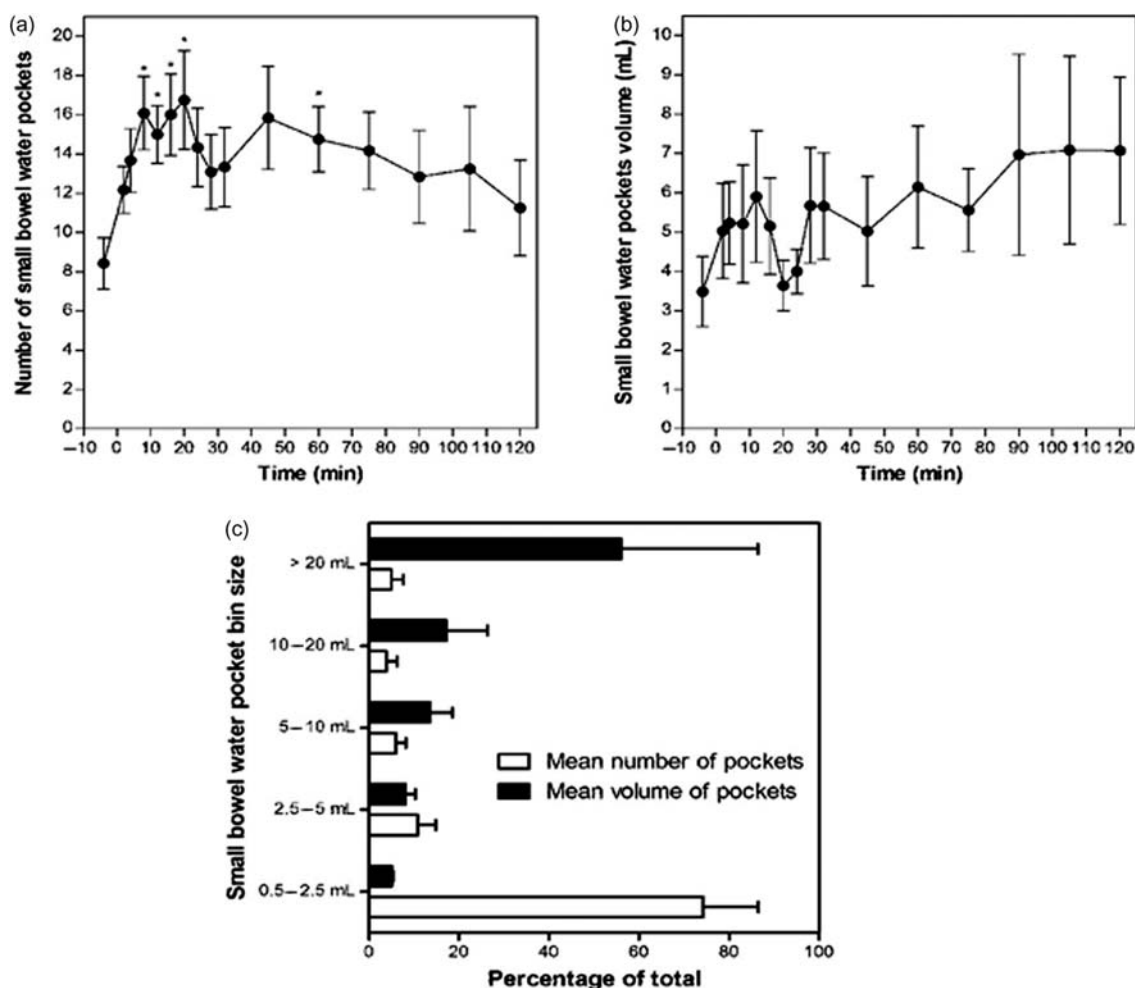 (a)
Number of small bowel water pockets
20
18
16
14
12
10
8
6
4
2
0
* * * * *
–10 0 10 20 30 40 50 60 70 80 90 100 110 120
Time (min)
(b)
Small bowel water pockets volume (mL)
10
9
8
7
6
5
4
3
2
1
0
–10 0 10 20 30 40 50 60 70 80 90 100 110 120
Time (min)
(c)
Small bowel water pocket bin size
> 20 mL
10–20 mL
5–10 mL
2.5–5 mL
0.5–2.5 mL
Mean number of pockets
Mean volume of pockets
0 20 40 60 80 100
Percentage of total